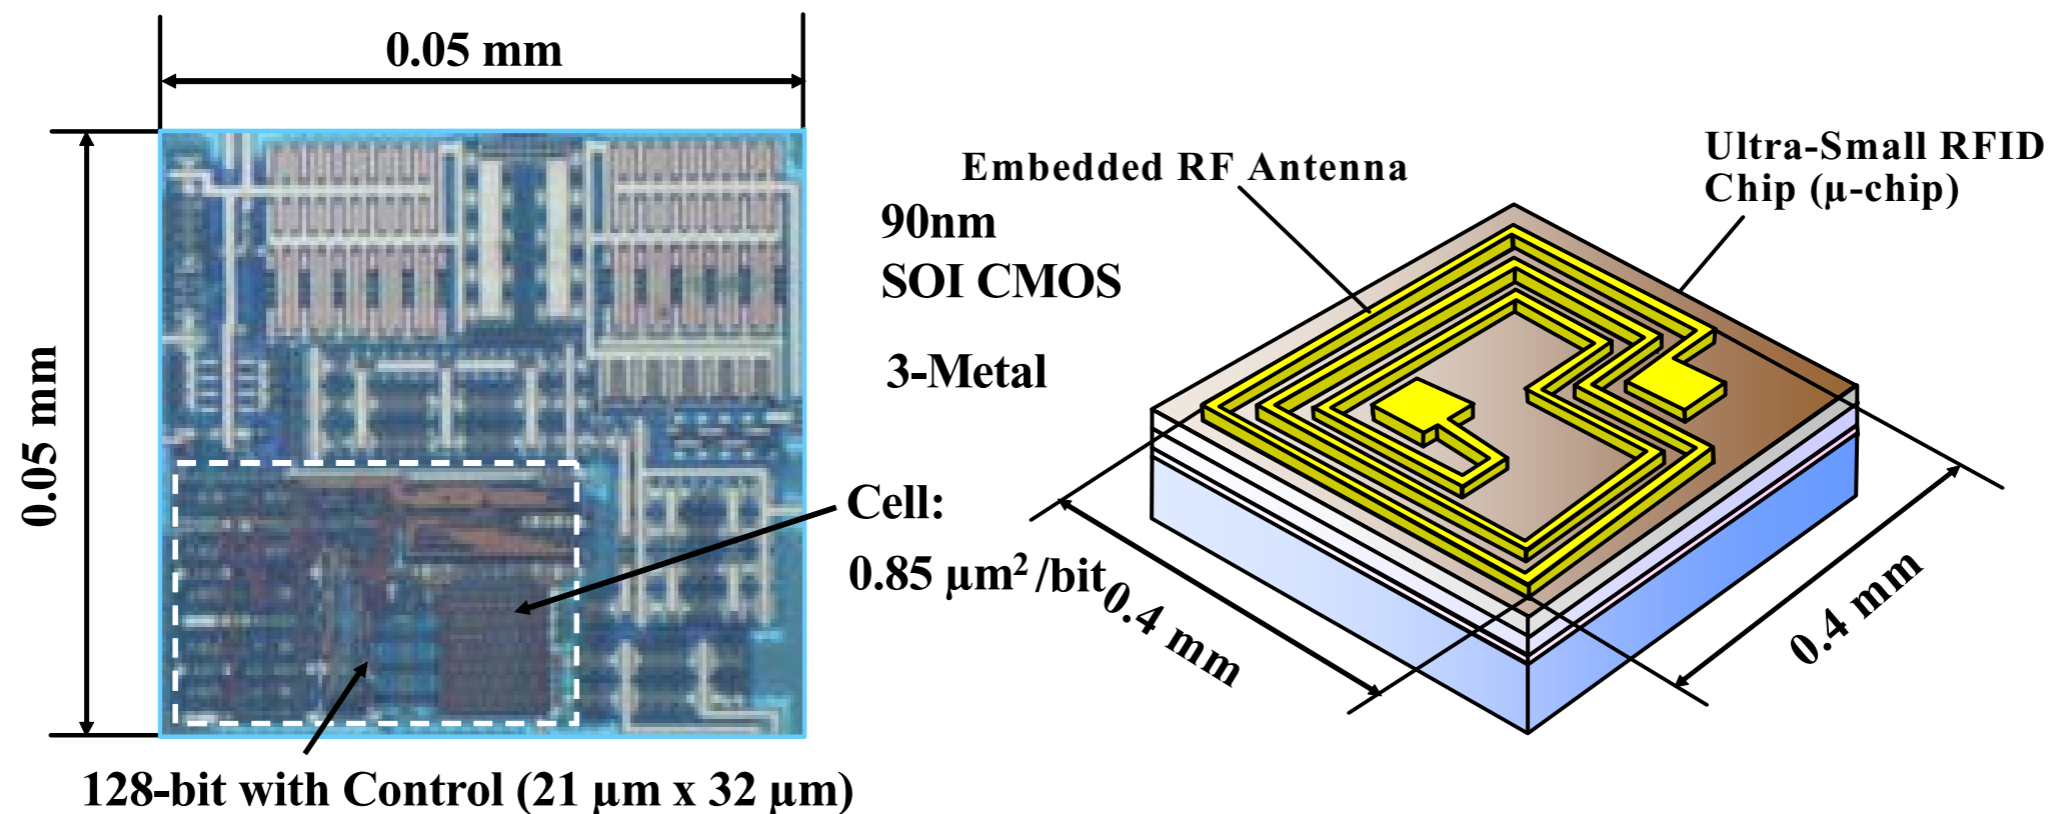 0.05 mm
0.05 mm
128-bit with Control (21 µm x 32 µm)
Cell:
0.85 µm² /bit
90nm
SOI CMOS
3-Metal
Embedded RF Antenna
Ultra-Small RFID
Chip (µ-chip)
0.4 mm
0.4 mm